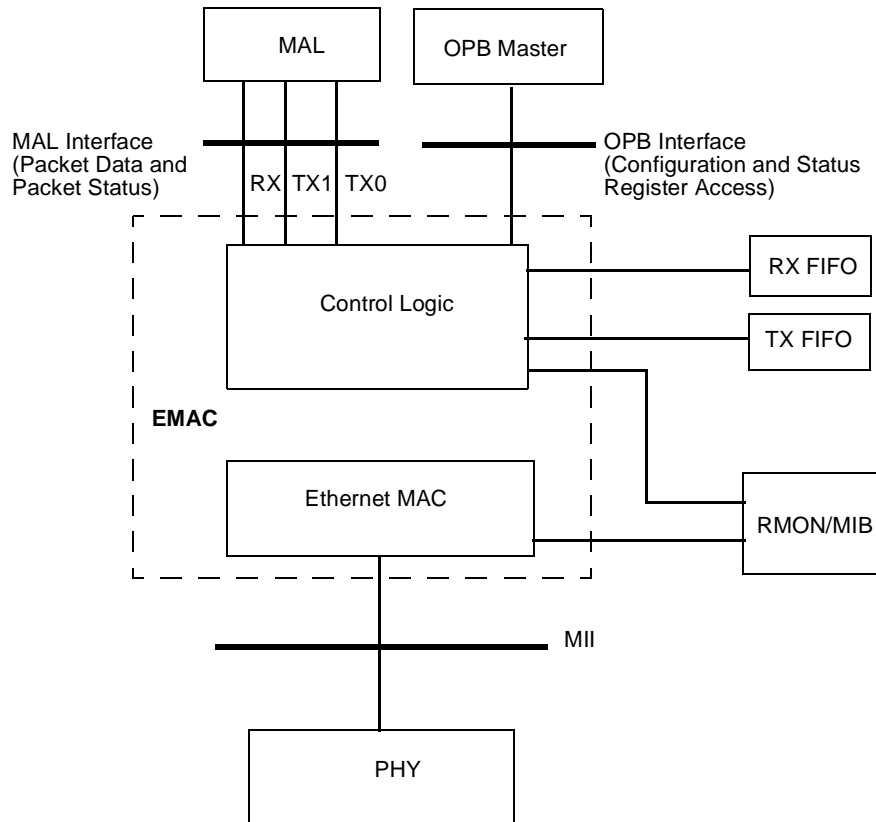 MAL
OPB Master
MAL Interface
(Packet Data and
Packet Status)
OPB Interface
(Configuration and Status
Register Access)
RX TX1 TX0
RX FIFO
Control Logic
TX FIFO
EMAC
Ethernet MAC
RMON/MIB
MII
PHY